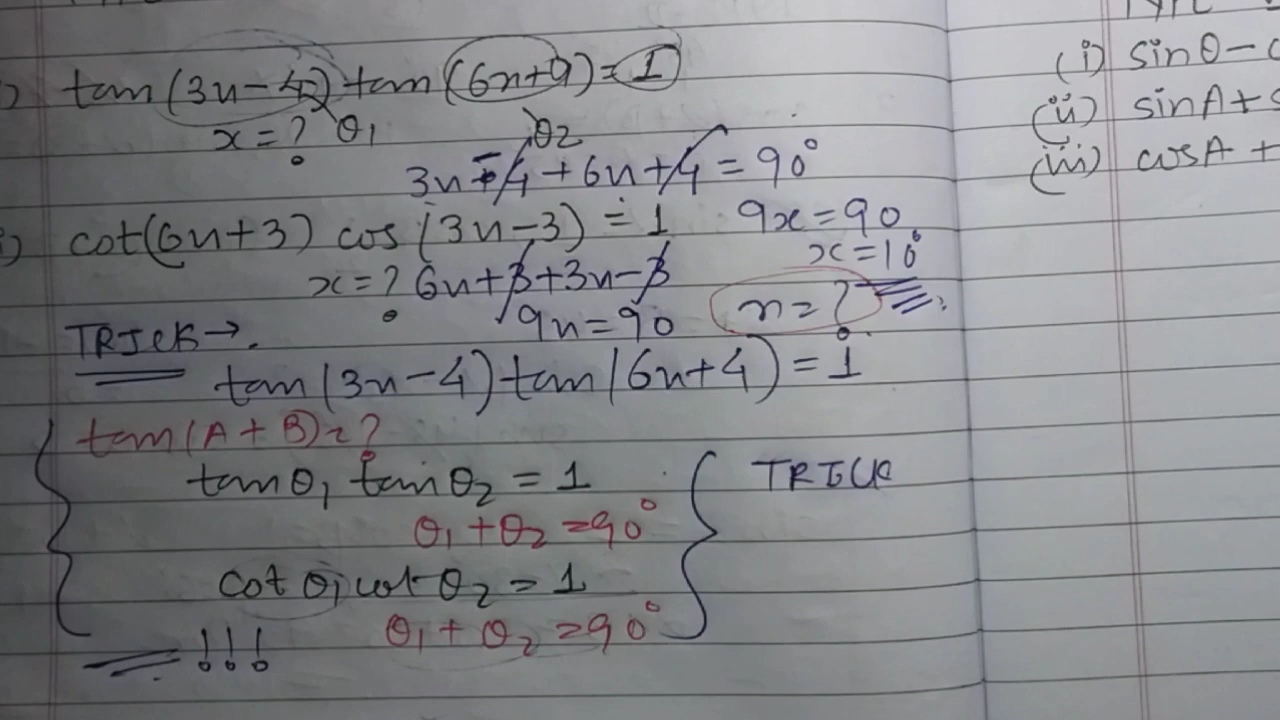 tan(3x-4) tan(6x+4)=1
x=? θ1 θ2
3x-4+6x+4=90°
cot(6x+3) cos(3x-3)=1 9x=90
x=10°
x=? 6x+3+3x-3
9x=90 x=?
TRICK→.
tan(3x-4)tan(6x+4)=1
tan(A+B)=?
tanθ1 tanθ2=1 TRICK
θ1+θ2=90°
cotθ1cotθ2=1
θ1+θ2=90°
!!!
(i) sinθ-
(ii) sinA+
(iii) cosA+